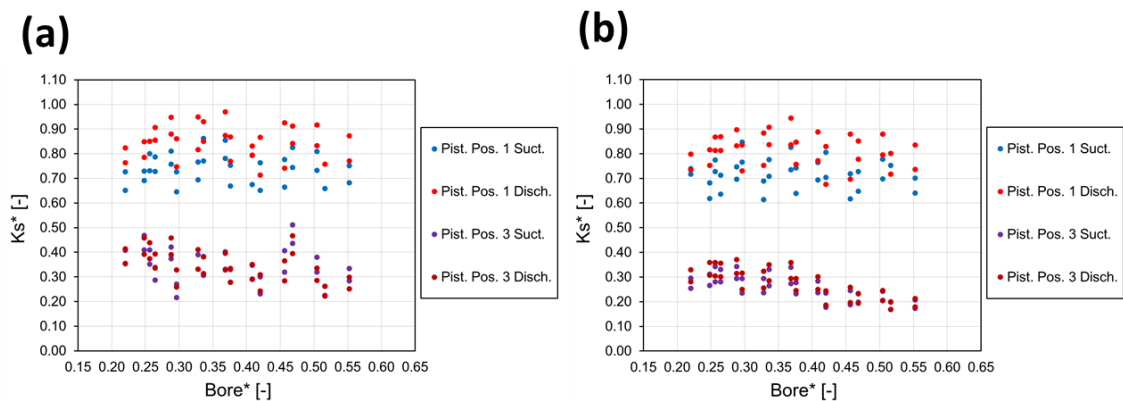 (a)
Ks* [-]
1.10
1.00
0.90
0.80
0.70
0.60
0.50
0.40
0.30
0.20
0.10
0.00
0.15 0.20 0.25 0.30 0.35 0.40 0.45 0.50 0.55 0.60 0.65
Bore* [-]
Pist. Pos. 1 Suct.
Pist. Pos. 1 Disch.
Pist. Pos. 3 Suct.
Pist. Pos. 3 Disch.
(b)
Ks* [-]
1.10
1.00
0.90
0.80
0.70
0.60
0.50
0.40
0.30
0.20
0.10
0.00
0.15 0.20 0.25 0.30 0.35 0.40 0.45 0.50 0.55 0.60 0.65
Bore* [-]
Pist. Pos. 1 Suct.
Pist. Pos. 1 Disch.
Pist. Pos. 3 Suct.
Pist. Pos. 3 Disch.